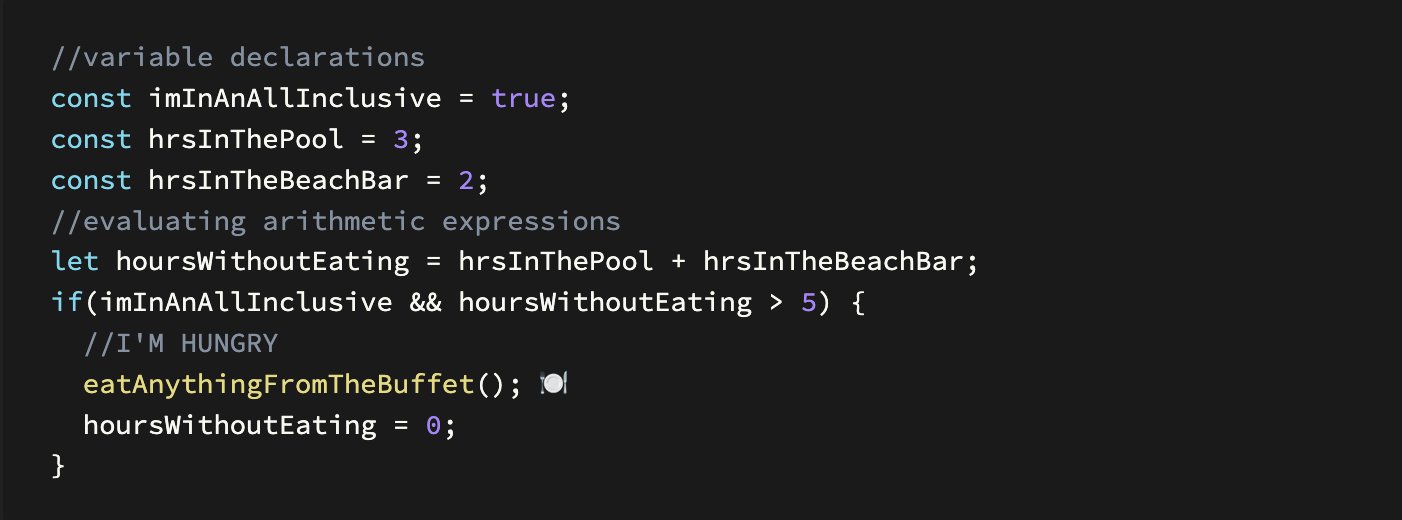 //variable declarations
const imInAnAllInclusive = true;
const hrsInThePool = 3;
const hrsInTheBeachBar = 2;
//evaluating arithmetic expressions
let hoursWithoutEating = hrsInThePool + hrsInTheBeachBar;
if(imInAnAllInclusive && hoursWithoutEating > 5) {
  //I'M HUNGRY
  eatAnythingFromTheBuffet(); 🍽️
  hoursWithoutEating = 0;
}